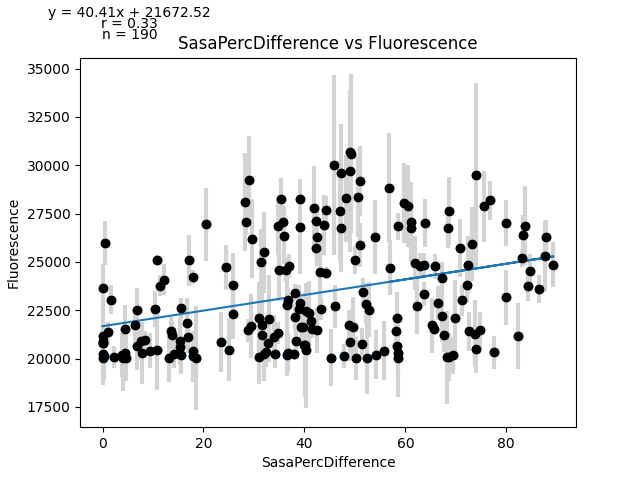 y = 40.41x + 21672.52
r = 0.33
n = 190
SasaPercDifference vs Fluorescence
35000
32500
30000
27500
25000
22500
20000
17500
Fluorescence
0 20 40 60 80
SasaPercDifference